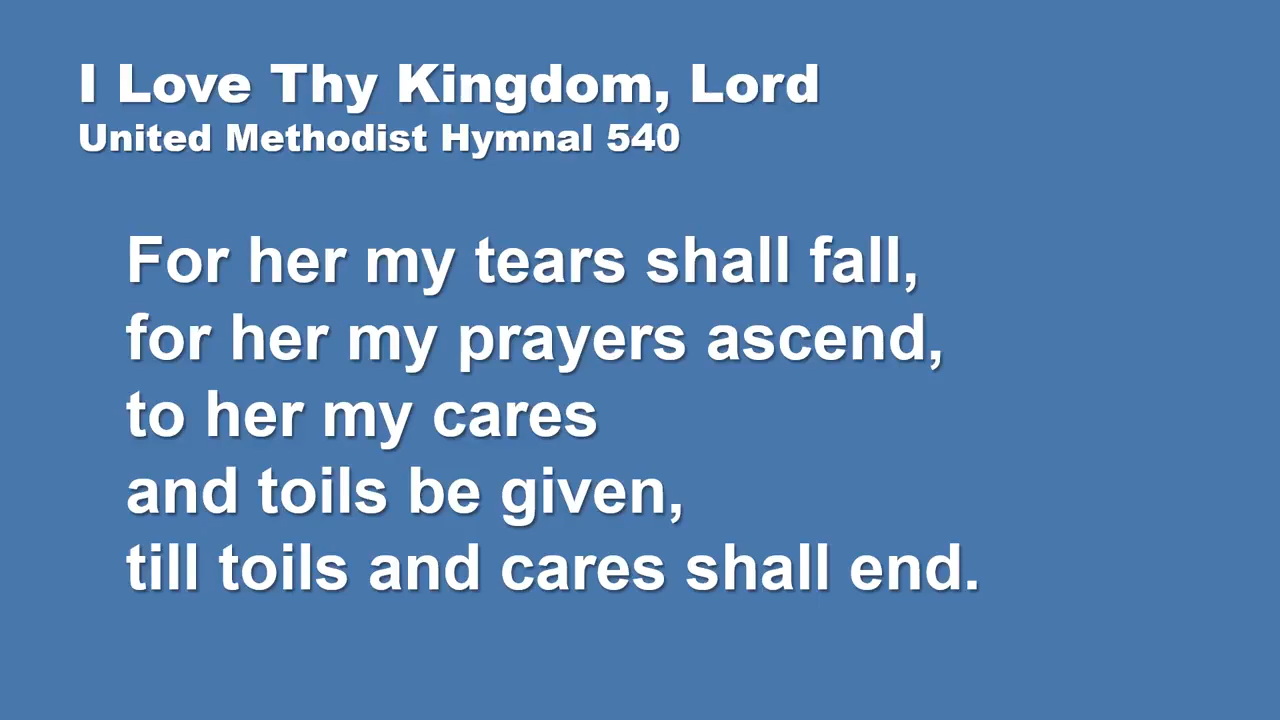 I Love Thy Kingdom, Lord
United Methodist Hymnal 540
For her my tears shall fall,
for her my prayers ascend,
to her my cares
and toils be given,
till toils and cares shall end.